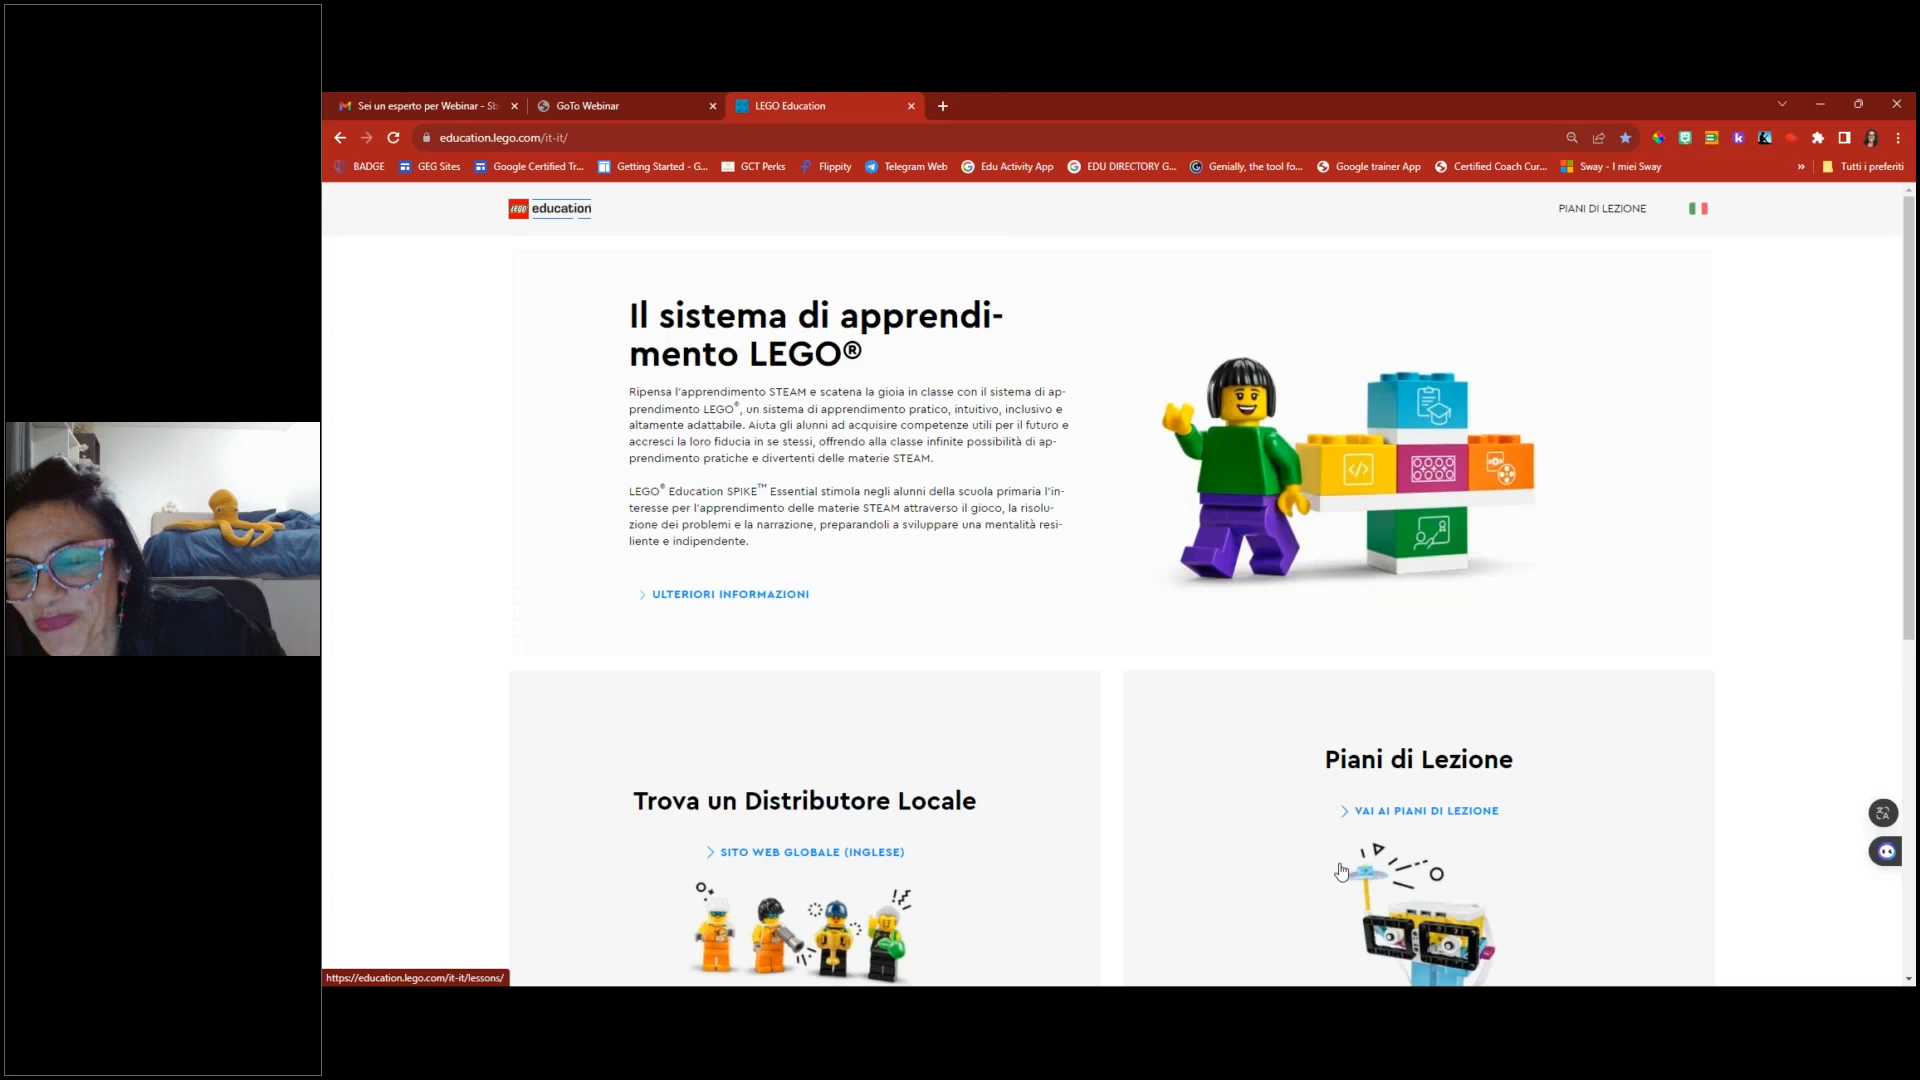 Sei un esperto per Webinar - Sb
GoTo Webinar
LEGO Education
education.lego.com/it-it/
BADGE
GEG Sites
Google Certified Tr...
Getting Started - G...
GCT Perks
Flippity
Telegram Web
Edu Activity App
EDU DIRECTORY G...
Genially, the tool fo...
Google trainer App
Certified Coach Cur...
Sway - I miei Sway
»
Tutti i preferiti
LEGO education
PIANI DI LEZIONE
Il sistema di apprendi-
mento LEGO®
Ripensa l'apprendimento STEAM e scatena la gioia in classe con il sistema di ap-
prendimento LEGO®, un sistema di apprendimento pratico, intuitivo, inclusivo e
altamente adattabile. Aiuta gli alunni ad acquisire competenze utili per il futuro e
accresci la loro fiducia in se stessi, offrendo alla classe infinite possibilità di ap-
prendimento pratiche e divertenti delle materie STEAM.
LEGO® Education SPIKE™ Essential stimola negli alunni della scuola primaria l'in-
teresse per l'apprendimento delle materie STEAM attraverso il gioco, la risolu-
zione dei problemi e la narrazione, preparandoli a sviluppare una mentalità resi-
liente e indipendente.
ULTERIORI INFORMAZIONI
Trova un Distributore Locale
SITO WEB GLOBALE (INGLESE)
Piani di Lezione
VAI AI PIANI DI LEZIONE
https://education.lego.com/it-it/lessons/